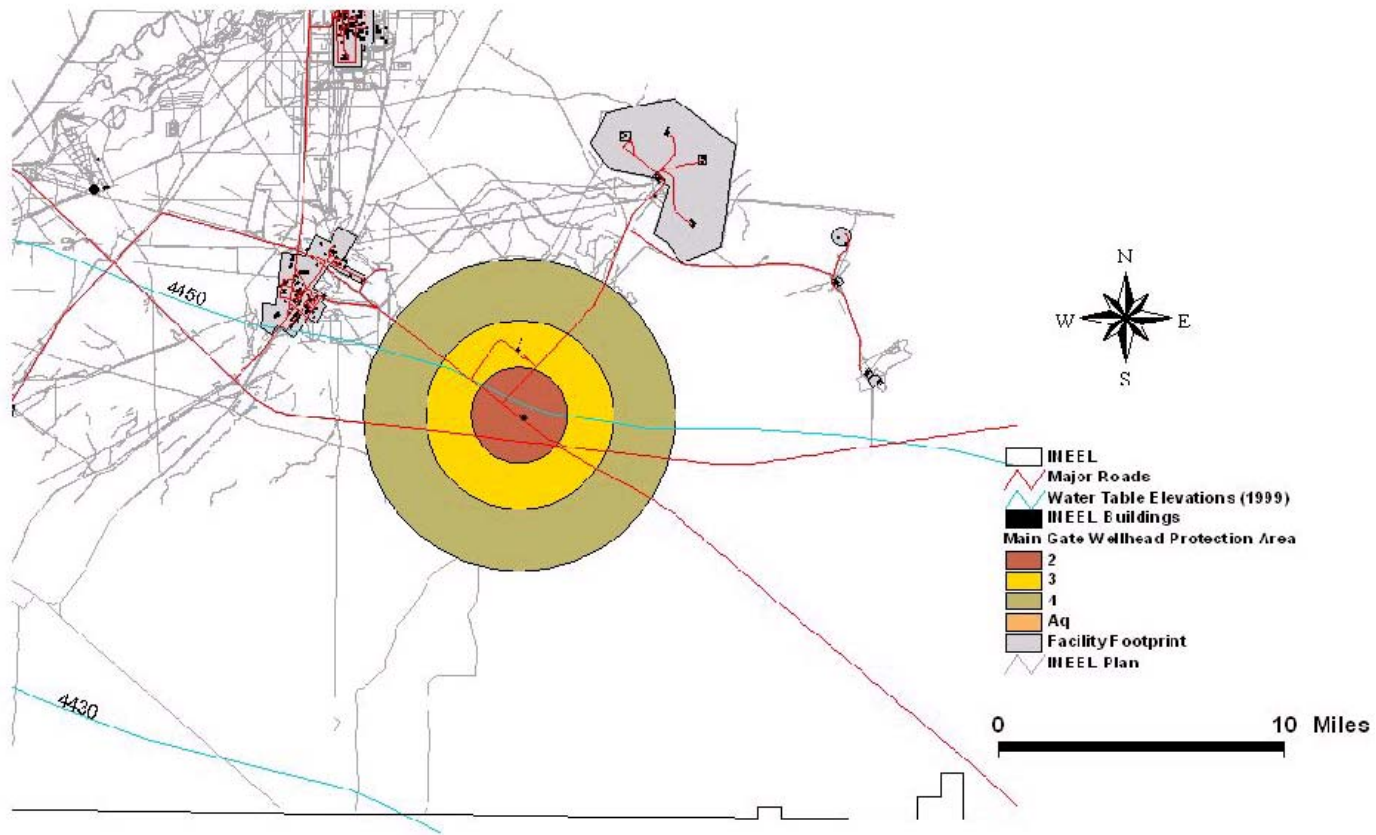 4450
4430
N
W E
S
INEEL
Major Roads
Water Table Elevations (1999)
INEEL Buildings
Main Gate Wellhead Protection Area
2
3
4
Aq
Facility Footprint
INEEL Plan
0 10 Miles